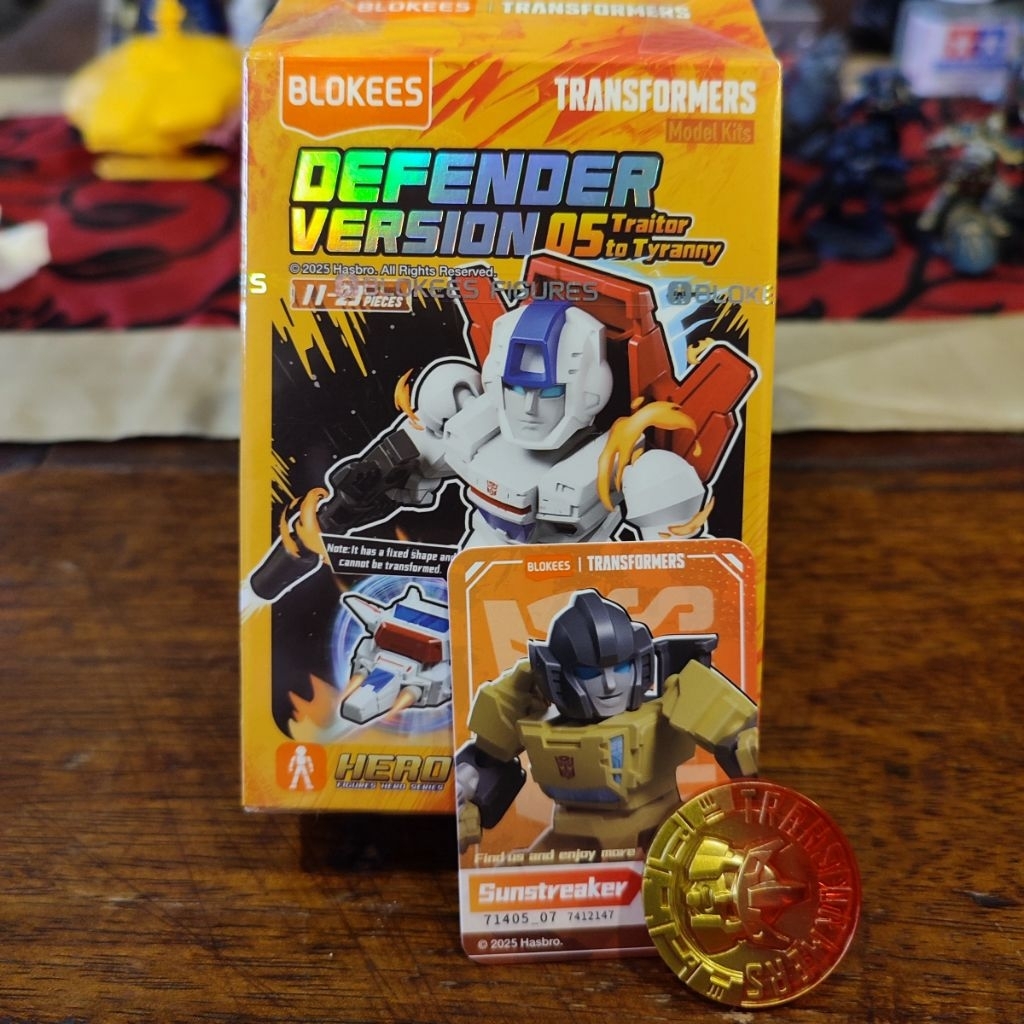 BLOKEES | TRANSFORMERS
BLOKEES
TRANSFORMERS
Model Kits
DEFENDER
VERSION 05 Traitor
to Tyranny
© 2025 Hasbro. All Rights Reserved.
PIECES
S BLOKEES FIGURES BLOKE
Note: It has a fixed shape and
cannot be transformed.
HERO
FIGURES HERO SERIES
BLOKEES | TRANSFORMERS
Find us and enjoy more
Sunstreaker
71405_07 7412147
© 2025 Hasbro.
TRANSFORMERS